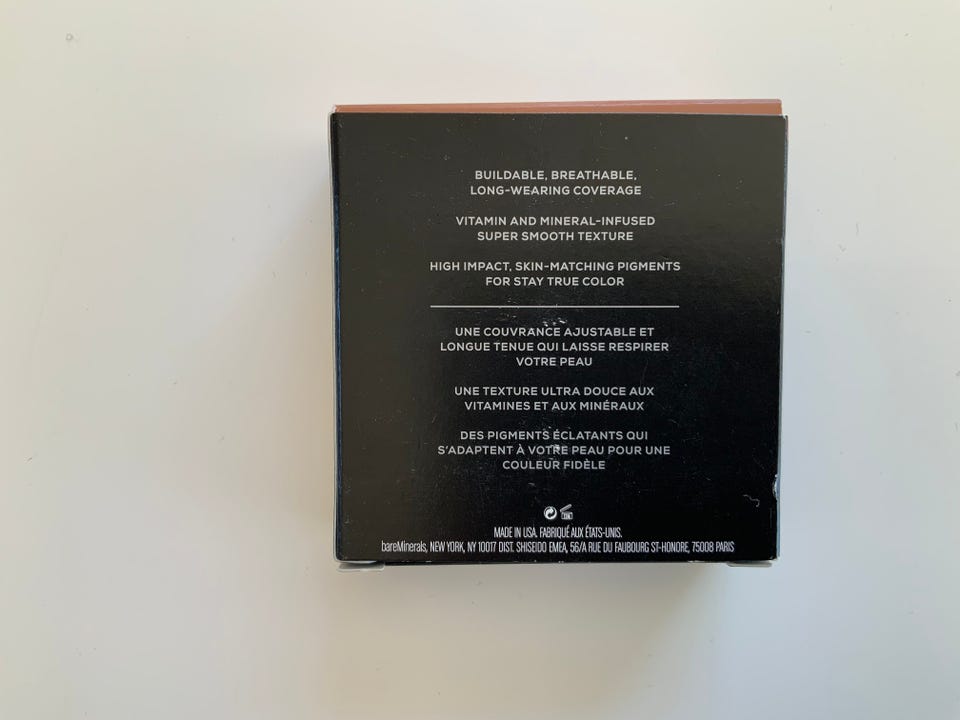 BUILDABLE, BREATHABLE,
LONG-WEARING COVERAGE
VITAMIN AND MINERAL-INFUSED
SUPER SMOOTH TEXTURE
HIGH IMPACT, SKIN-MATCHING PIGMENTS
FOR STAY TRUE COLOR
UNE COUVRANCE AJUSTABLE ET
LONGUE TENUE QUI LAISSE RESPIRER
VOTRE PEAU
UNE TEXTURE ULTRA DOUCE AUX
VITAMINES ET AUX MINÉRAUX
DES PIGMENTS ÉCLATANTS QUI
S'ADAPTENT À VOTRE PEAU POUR UNE
COULEUR FIDÈLE
MADE IN USA. FABRIQUÉ AUX ÉTATS-UNIS.
bareMinerals, NEW YORK, NY 10017 DIST. SHISEIDO EMEA, 56/A RUE DU FAUBOURG ST-HONORE, 75008 PARIS